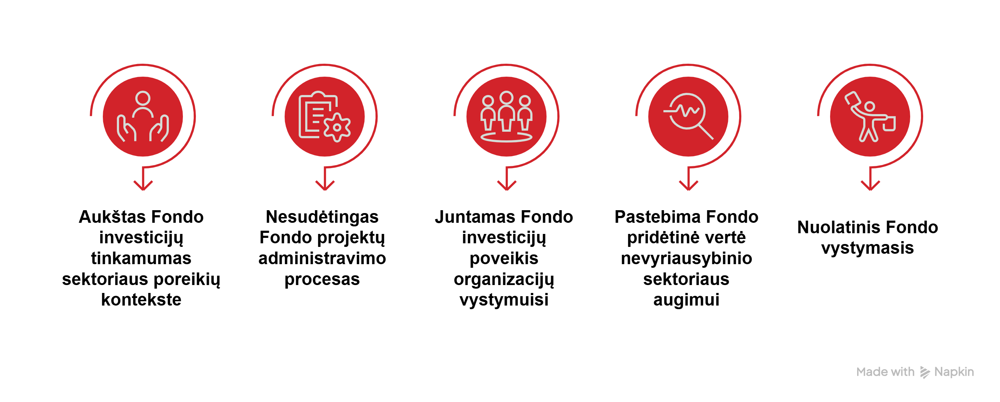 Aukštas Fondo
investicijų
tinkamumas
sektoriaus poreikių
kontekste
Nesudėtingas
Fondo projektų
administravimo
procesas
Juntamas Fondo
investicijų
poveikis
organizacijų
vystymuisi
Pastebima Fondo
pridėtinė vertė
nevyriausybinio
sektoriaus
augimui
Nuolatinis Fondo
vystymasis
Made with Napkin